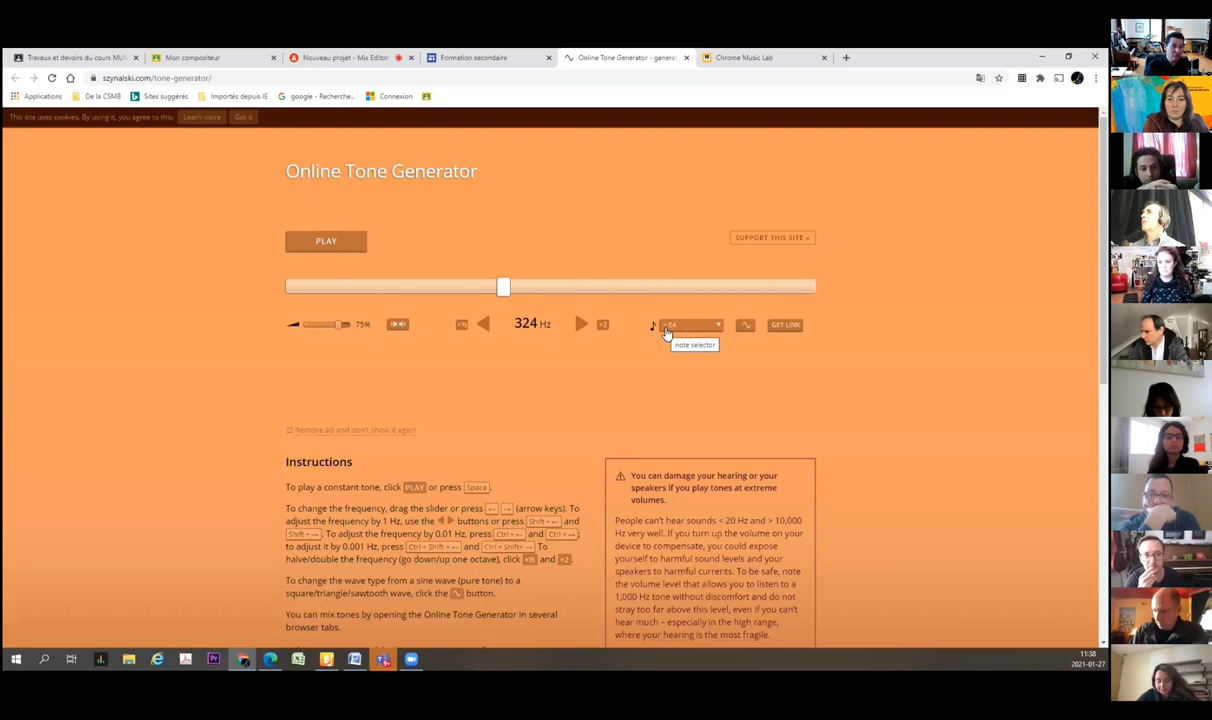 Travaux et devoirs du cours MUS
Mon compositeur
Nouveau projet - Mix Editor
Formation secondaire
Online Tone Generator - generat
Chrome Music Lab
szynalski.com/tone-generator/
Applications
De la CSMB
Sites suggérés
Importés depuis IE
google - Recherche...
Connexion
This site uses cookies. By using it, you agree to this.
Learn more
Got it
Online Tone Generator
PLAY
SUPPORT THIS SITE »
75%
×½
324 Hz
×2
≈ E4
GET LINK
note selector
Remove ad and don't show it again
Instructions
To play a constant tone, click PLAY or press Space.
To change the frequency, drag the slider or press ← → (arrow keys). To
adjust the frequency by 1 Hz, use the ◀ ▶ buttons or press Shift + ← and
Shift + →. To adjust the frequency by 0.01 Hz, press Ctrl + ← and Ctrl + →;
to adjust it by 0.001 Hz, press Ctrl + Shift + ← and Ctrl + Shift + →. To
halve/double the frequency (go down/up one octave), click ×½ and ×2.
To change the wave type from a sine wave (pure tone) to a
square/triangle/sawtooth wave, click the button.
You can mix tones by opening the Online Tone Generator in several
browser tabs.
You can damage your hearing or your
speakers if you play tones at extreme
volumes.
People can't hear sounds < 20 Hz and > 10,000
Hz very well. If you turn up the volume on your
device to compensate, you could expose
yourself to harmful sound levels and your
speakers to harmful currents. To be safe, note
the volume level that allows you to listen to a
1,000 Hz tone without discomfort and do not
stray too far above this level, even if you can't
hear much – especially in the high range,
where your hearing is the most fragile.
11:38
2021-01-27